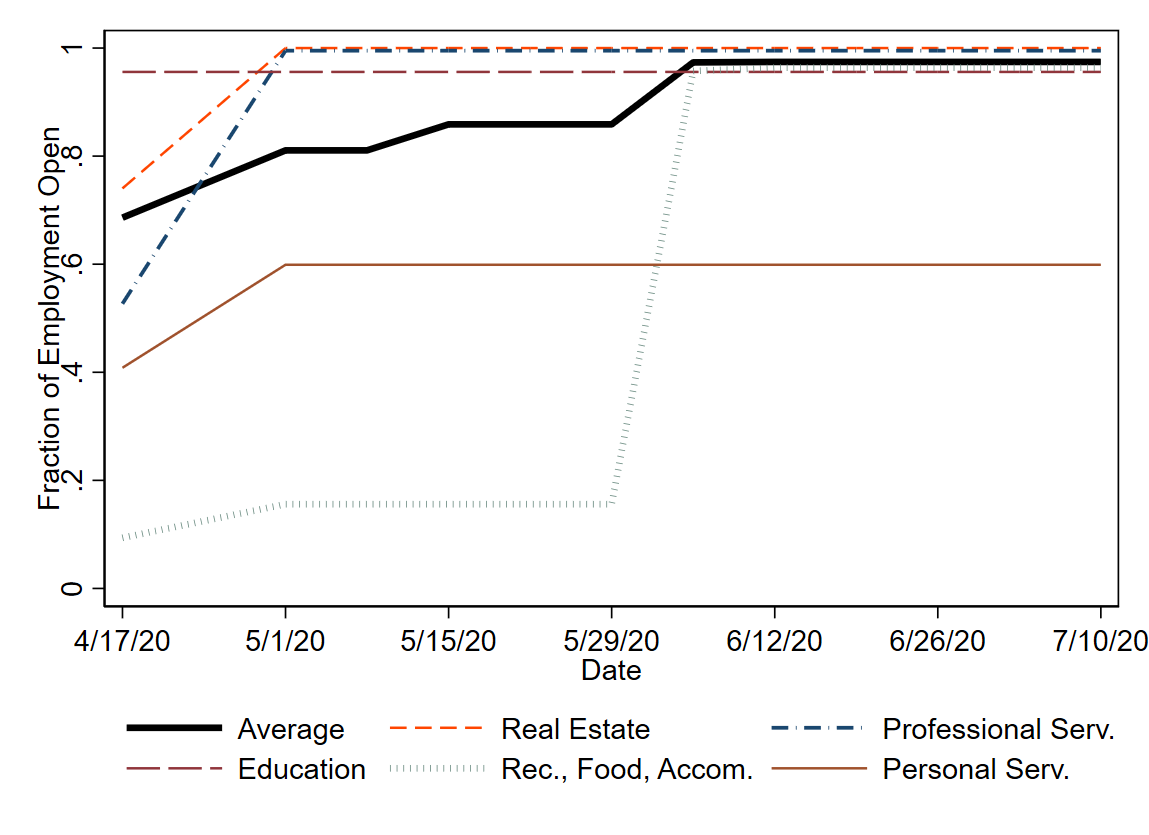 Fraction of Employment Open
1
.8
.6
.4
.2
0
4/17/20 5/1/20 5/15/20 5/29/20 6/12/20 6/26/20 7/10/20
Date
Average Real Estate Professional Serv.
Education Rec., Food, Accom. Personal Serv.